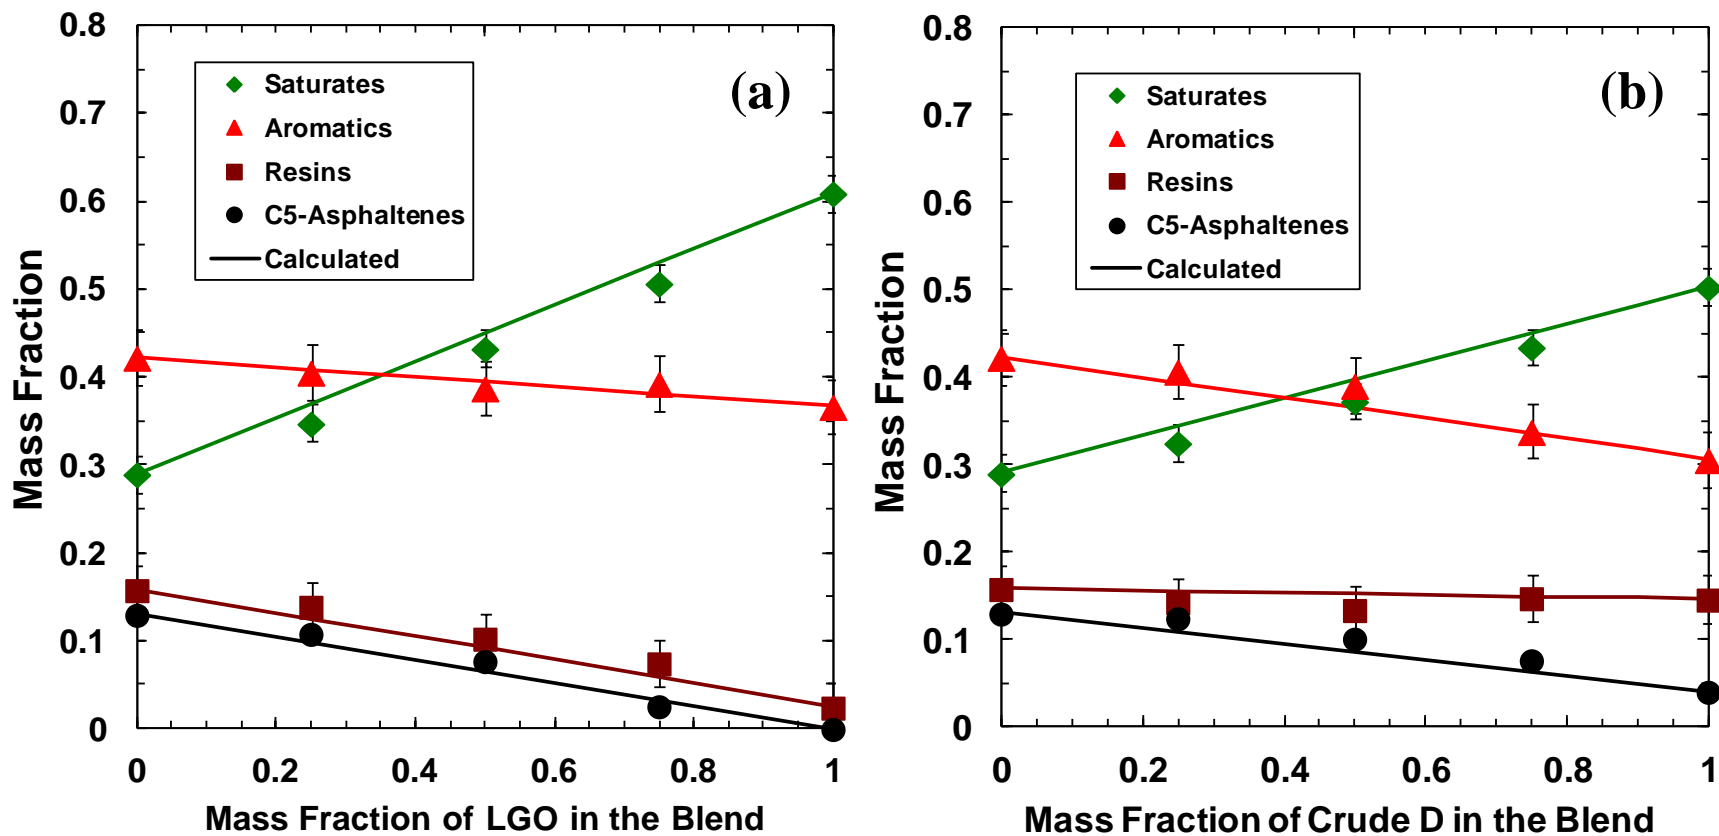 (a)
Saturates
Aromatics
Resins
C5-Asphaltenes
Calculated
0.8
0.7
0.6
0.5
0.4
0.3
0.2
0.1
0
Mass Fraction
0 0.2 0.4 0.6 0.8 1
Mass Fraction of LGO in the Blend
(b)
Saturates
Aromatics
Resins
C5-Asphaltenes
Calculated
0.8
0.7
0.6
0.5
0.4
0.3
0.2
0.1
0
Mass Fraction
0 0.2 0.4 0.6 0.8 1
Mass Fraction of Crude D in the Blend